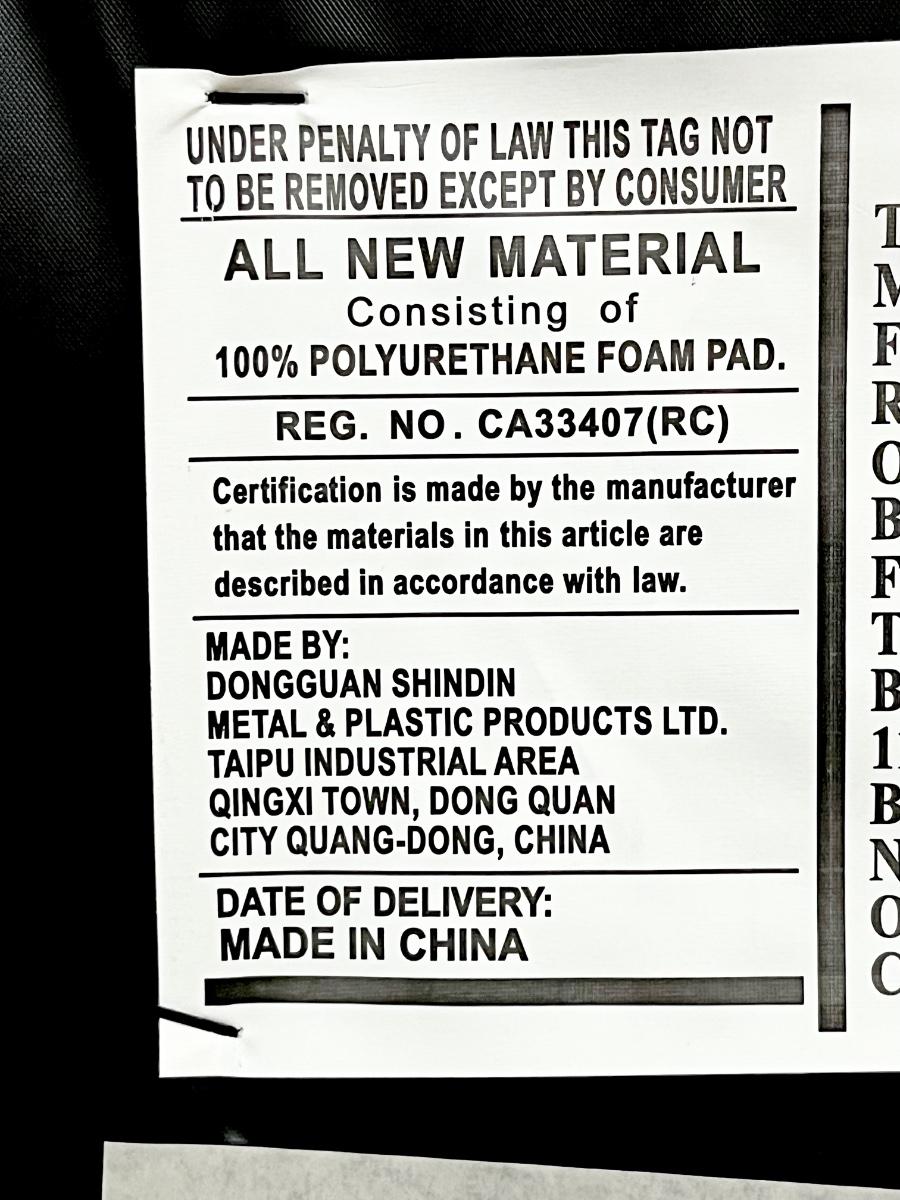 UNDER PENALTY OF LAW THIS TAG NOT
TO BE REMOVED EXCEPT BY CONSUMER
ALL NEW MATERIAL
Consisting of
100% POLYURETHANE FOAM PAD.
REG. NO. CA33407(RC)
Certification is made by the manufacturer
that the materials in this article are
described in accordance with law.
MADE BY:
DONGGUAN SHINDIN
METAL & PLASTIC PRODUCTS LTD.
TAIPU INDUSTRIAL AREA
QINGXI TOWN, DONG QUAN
CITY QUANG-DONG, CHINA
DATE OF DELIVERY:
MADE IN CHINA